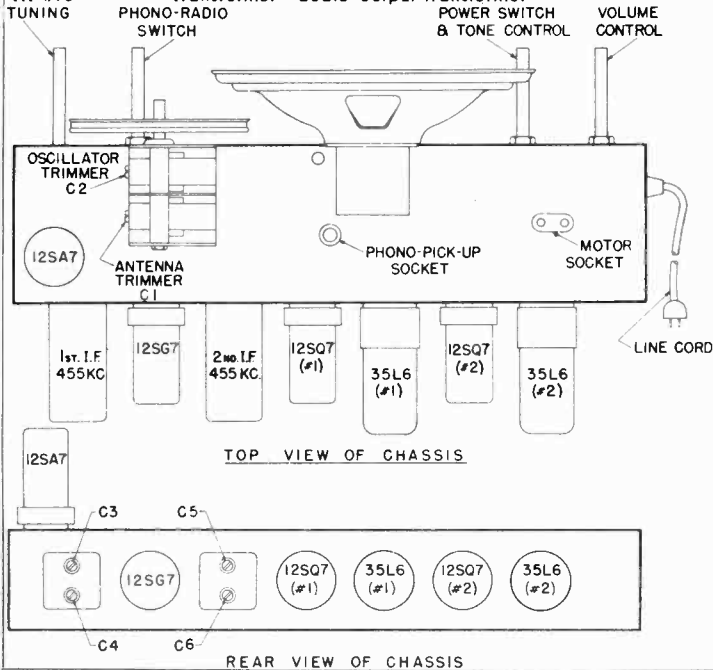 TUNING
PHONO-RADIO
SWITCH
POWER SWITCH
& TONE CONTROL
VOLUME
CONTROL
OSCILLATOR
TRIMMER
C2
12SA7
ANTENNA
TRIMMER
C1
PHONO-PICK-UP
SOCKET
MOTOR
SOCKET
LINE CORD
1ST. I.F.
455KC
12SG7
2ND. I.F
455 KC.
12SQ7
(#1)
35L6
(#1)
12SQ7
(#2)
35L6
(#2)
TOP VIEW OF CHASSIS
12SA7
C3
C5
12SG7
12SQ7
(#1)
35L6
(#1)
12SQ7
(#2)
35L6
(#2)
C4
C6
REAR VIEW OF CHASSIS